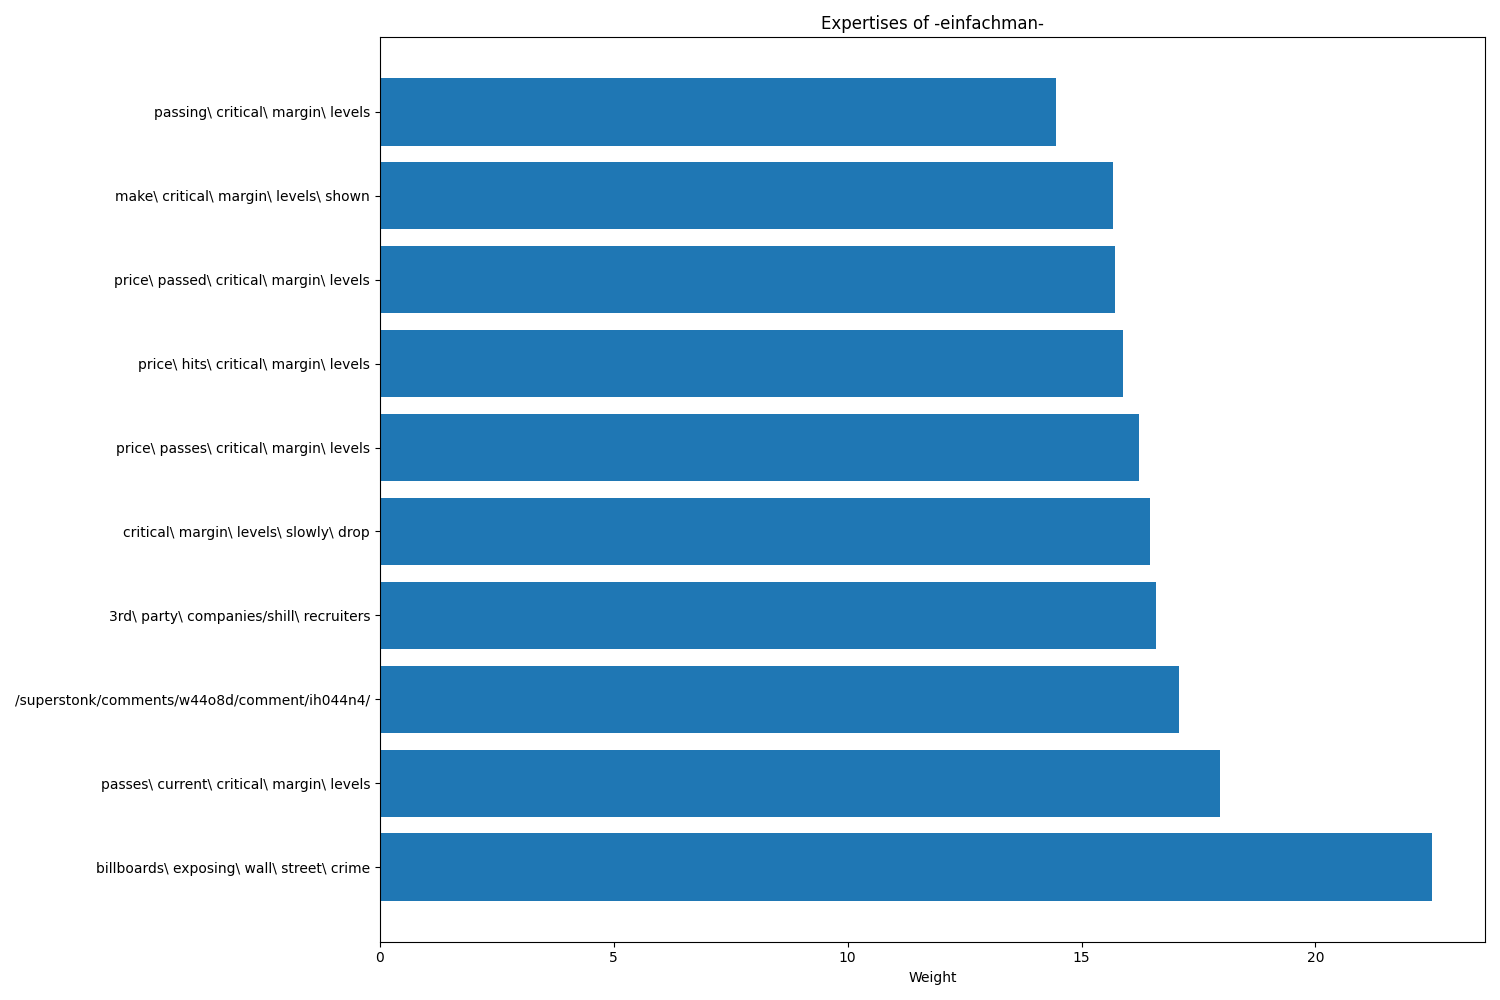 Expertises of -einfachman-
passing\ critical\ margin\ levels
make\ critical\ margin\ levels\ shown
price\ passed\ critical\ margin\ levels
price\ hits\ critical\ margin\ levels
price\ passes\ critical\ margin\ levels
critical\ margin\ levels\ slowly\ drop
3rd\ party\ companies/shill\ recruiters
/superstonk/comments/w44o8d/comment/ih044n4/
passes\ current\ critical\ margin\ levels
billboards\ exposing\ wall\ street\ crime
0 5 10 15 20
Weight